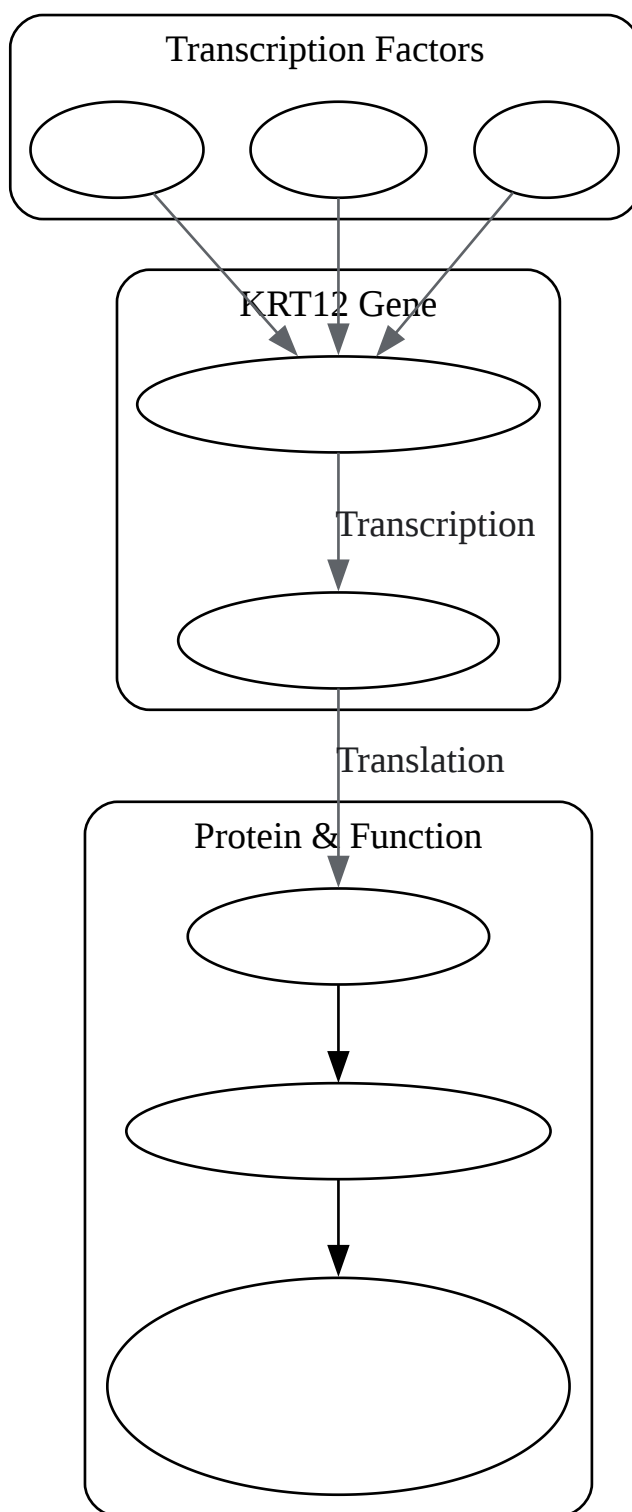 Transcription Factors
KRT12 Gene
Transcription
Translation
Protein & Function